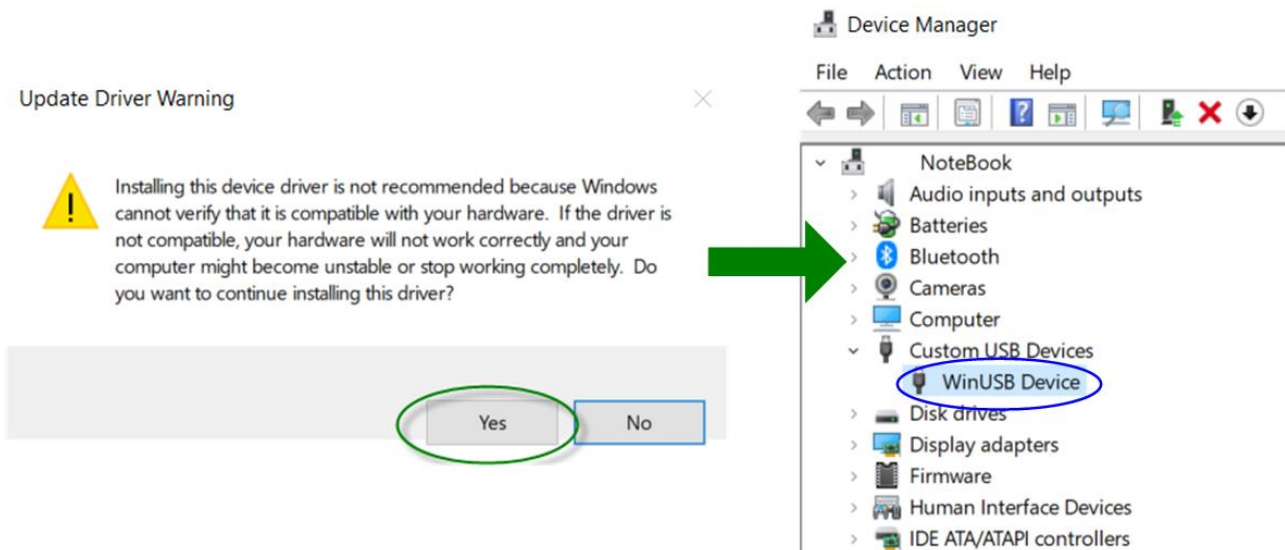 Update Driver Warning
Installing this device driver is not recommended because Windows
cannot verify that it is compatible with your hardware. If the driver is
not compatible, your hardware will not work correctly and your
computer might become unstable or stop working completely. Do
you want to continue installing this driver?
Yes
No
Device Manager
File Action View Help
NoteBook
Audio inputs and outputs
Batteries
Bluetooth
Cameras
Computer
Custom USB Devices
WinUSB Device
Disk drives
Display adapters
Firmware
Human Interface Devices
IDE ATA/ATAPI controllers